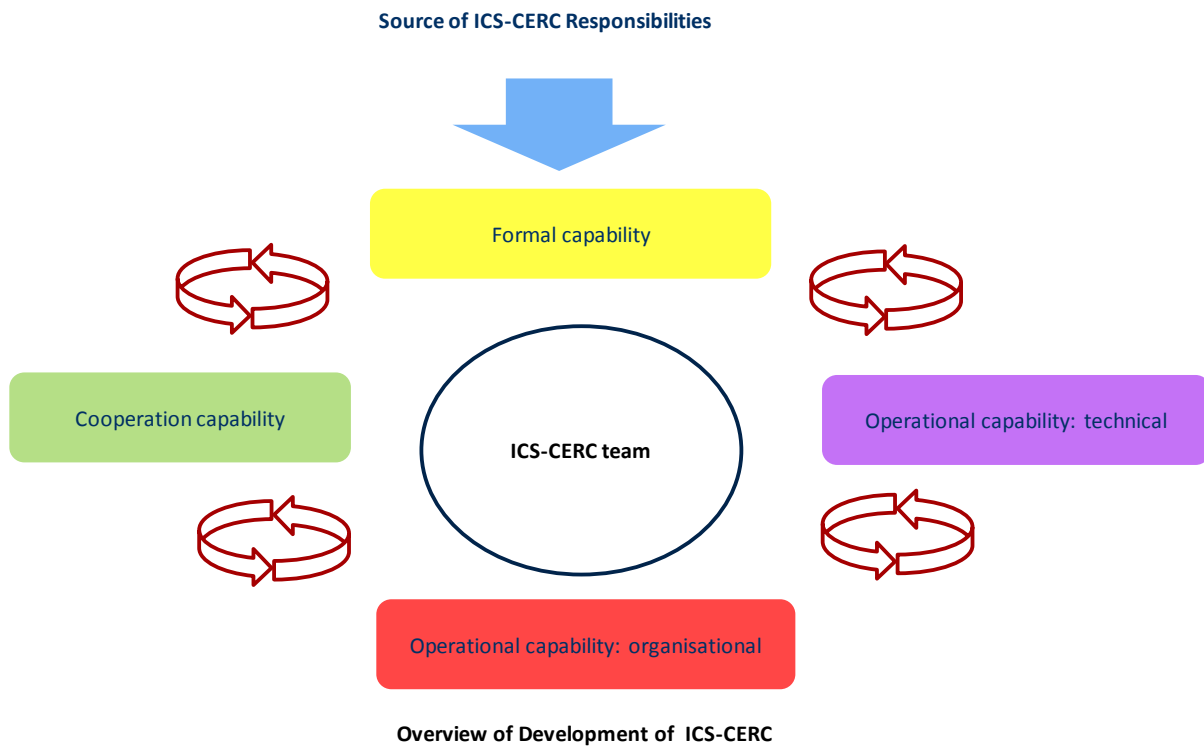 Source of ICS-CERC Responsibilities
Formal capability
Cooperation capability
ICS-CERC team
Operational capability: technical
Operational capability: organisational
Overview of Development of ICS-CERC